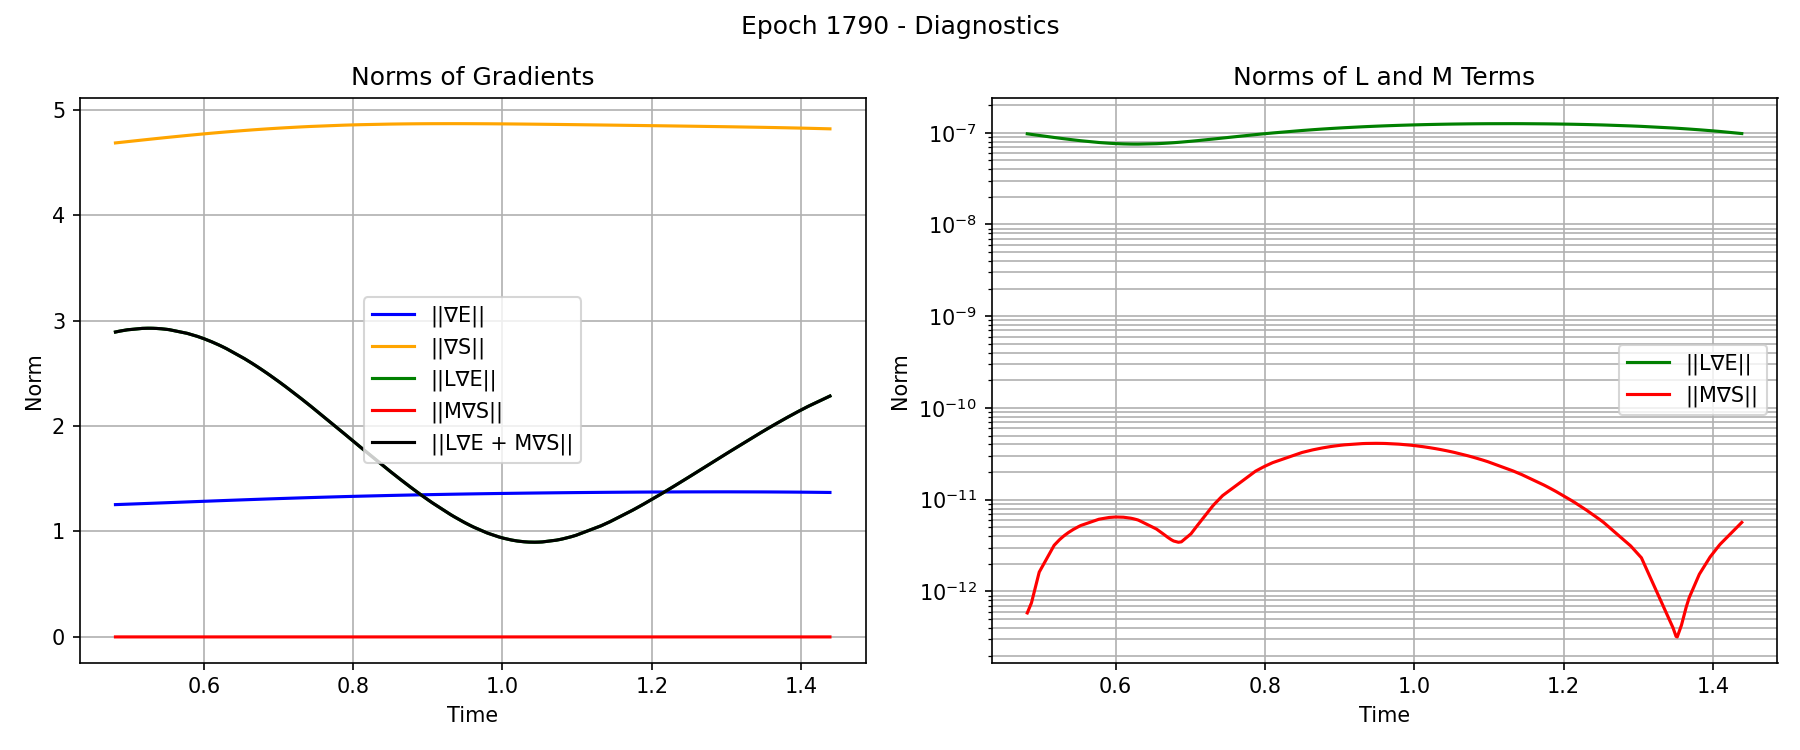 Epoch 1790 - Diagnostics
Norms of Gradients
Norm
5
4
3
2
1
0
||∇E||
||∇S||
||L∇E||
||M∇S||
||L∇E + M∇S||
0.6 0.8 1.0 1.2 1.4
Time
Norms of L and M Terms
Norm
10⁻⁷
10⁻⁸
10⁻⁹
10⁻¹⁰
10⁻¹¹
10⁻¹²
||L∇E||
||M∇S||
0.6 0.8 1.0 1.2 1.4
Time